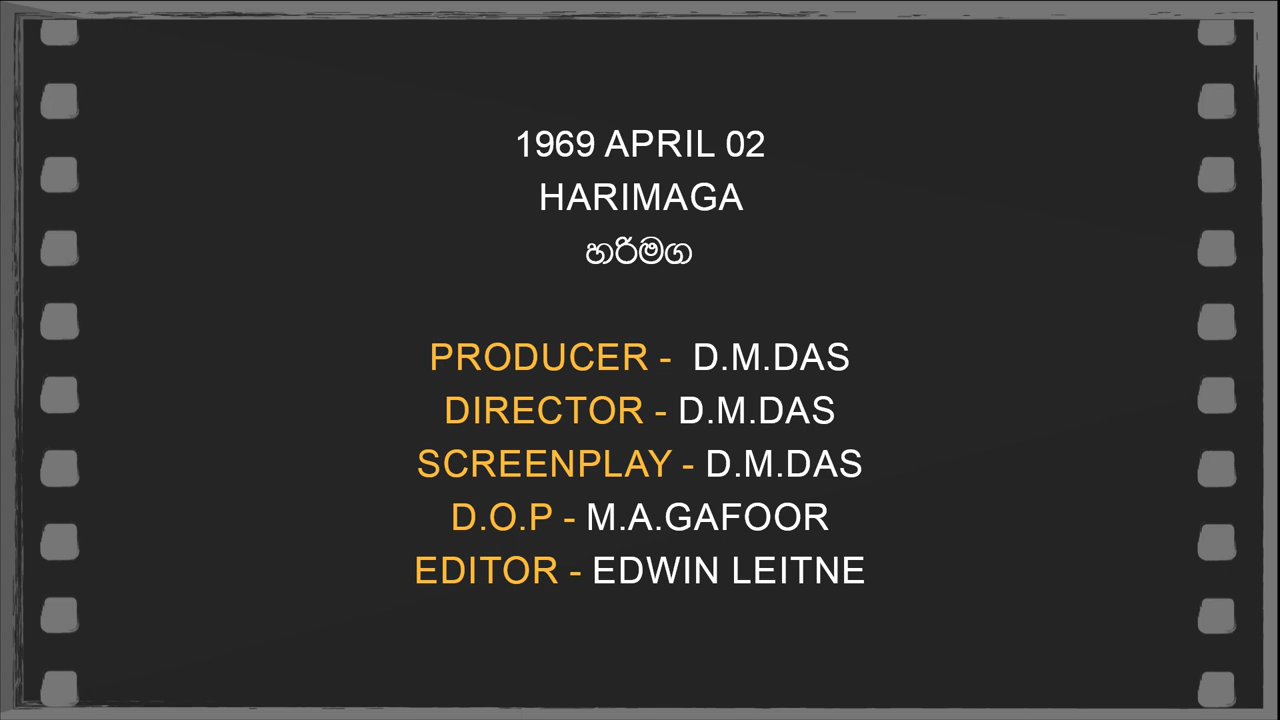 1969 APRIL 02
HARIMAGA
හරිමග
PRODUCER - D.M.DAS
DIRECTOR - D.M.DAS
SCREENPLAY - D.M.DAS
D.O.P - M.A.GAFOOR
EDITOR - EDWIN LEITNE